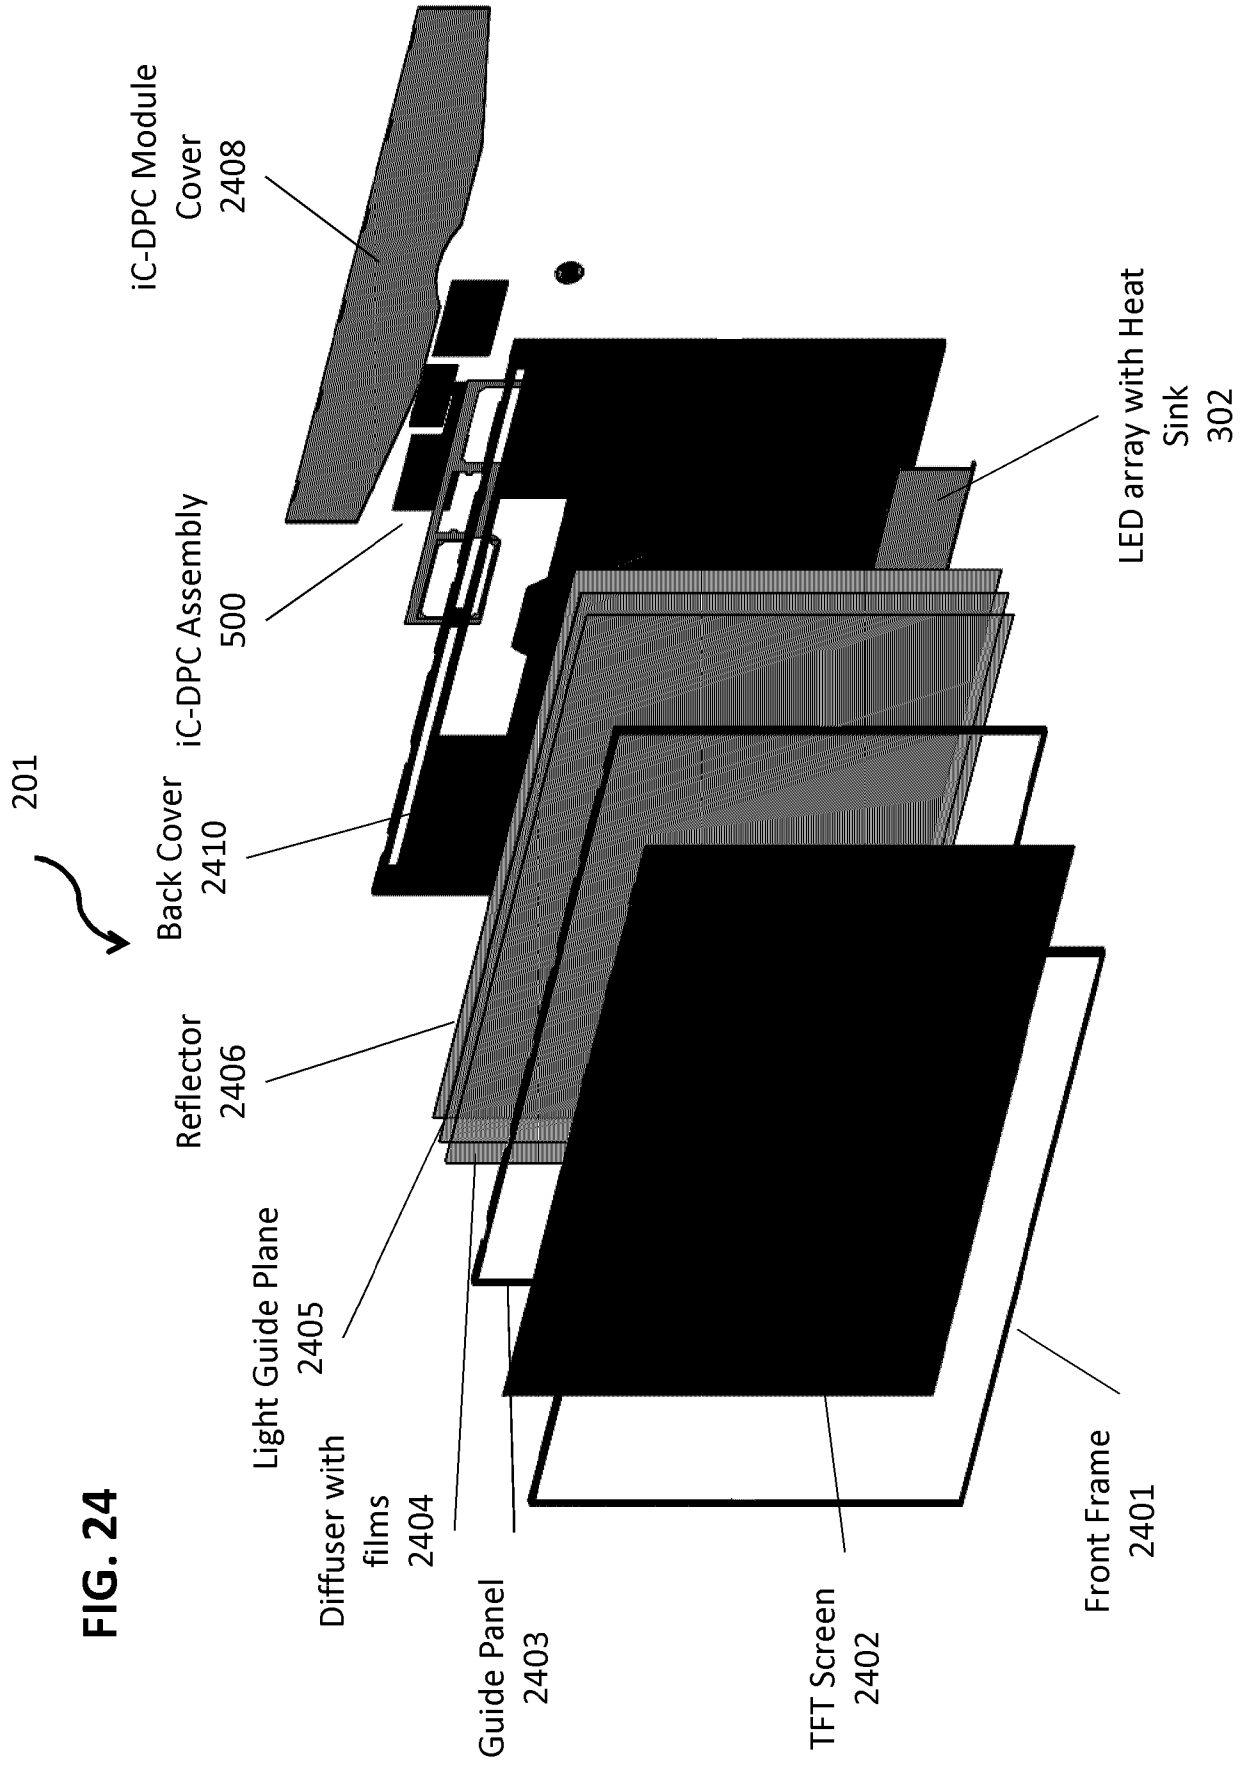 FIG. 24
201
iC-DPC Module
Cover
2408
iC-DPC Assembly
500
Back Cover
2410
Reflector
2406
Light Guide Plane
2405
Diffuser with
films
2404
Guide Panel
2403
TFT Screen
2402
Front Frame
2401
LED array with Heat
Sink
302